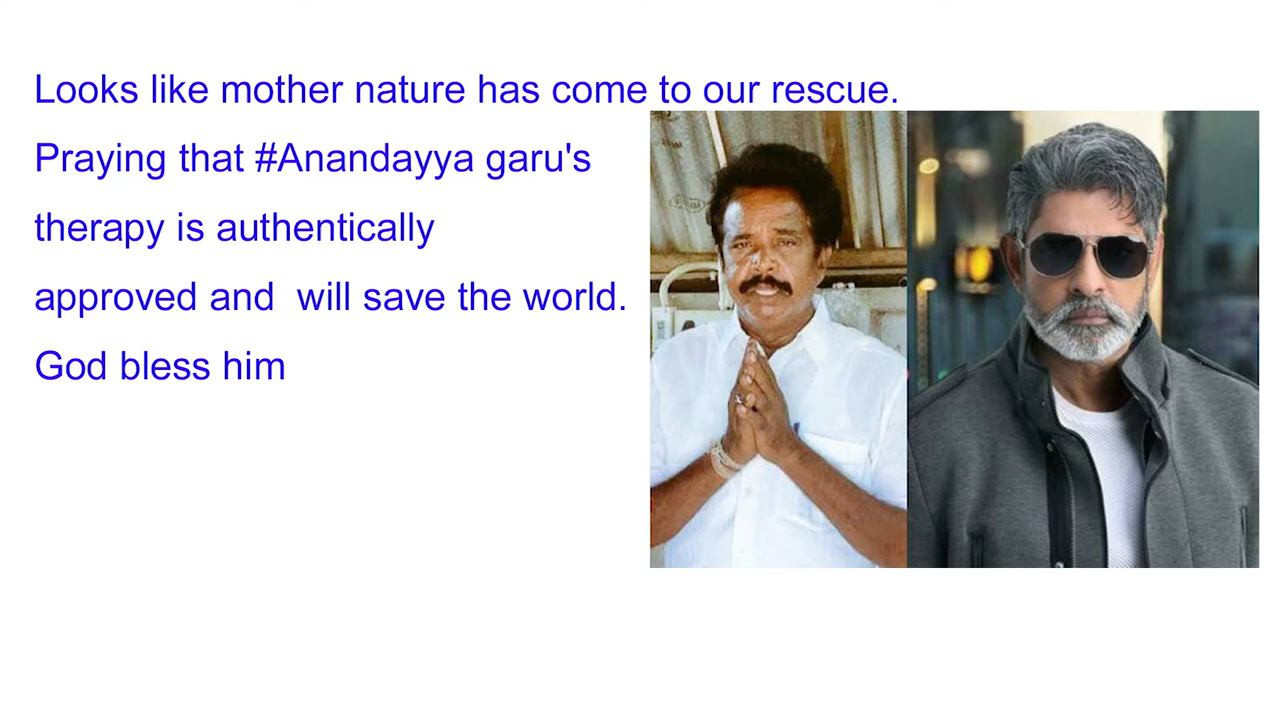 Looks like mother nature has come to our rescue.
Praying that #Anandayya garu's
therapy is authentically
approved and  will save the world.
God bless him